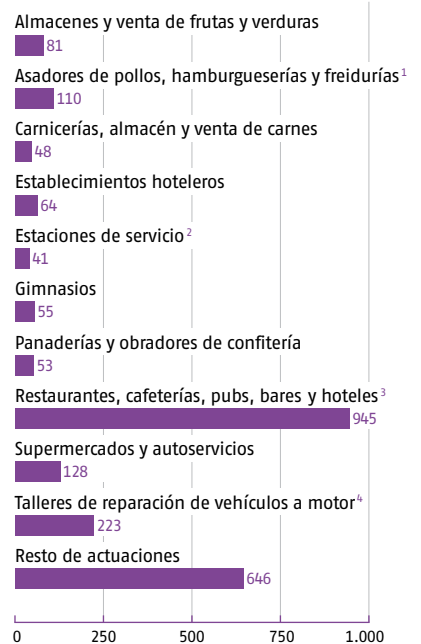 Almacenes y venta de frutas y verduras
81
Asadores de pollos, hamburgueserías y freidurías¹
110
Carnicerías, almacén y venta de carnes
48
Establecimientos hoteleros
64
Estaciones de servicio²
41
Gimnasios
55
Panaderías y obradores de confitería
53
Restaurantes, cafeterías, pubs, bares y hoteles³
945
Supermercados y autoservicios
128
Talleres de reparación de vehículos a motor⁴
223
Resto de actuaciones
646
0 250 500 750 1.000